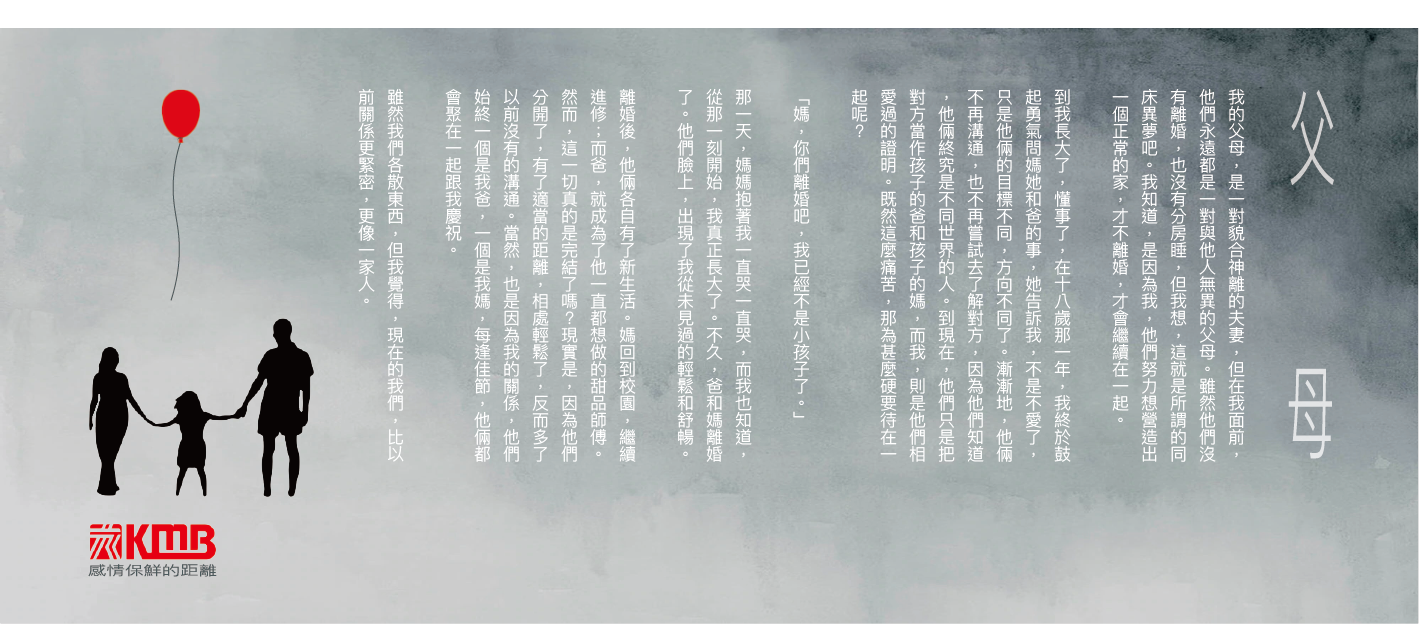 父母
我的父母，是一對貌合神離的夫妻，但在我面前，
他們永遠都是一對與他人無異的父母。雖然他們沒
有離婚，也沒有分房睡，但我想，這就是所謂的同
床異夢吧。我知道，是因為我，他們努力想營造出
一個正常的家，才不離婚，才會繼續在一起。
到我長大了，懂事了，在十八歲那一年，我終於鼓
起勇氣問媽她和爸的事，她告訴我，不是不愛了，
只是他倆的目標不同，方向不同了。漸漸地，他倆
不再溝通，也不再嘗試去了解對方，因為他們知道
，他倆終究是不同世界的人。到現在，他們只是把
對方當作孩子的爸和孩子的媽，而我，則是他們相
愛過的證明。既然這麼痛苦，那為甚麼硬要待在一
起呢？
「媽，你們離婚吧，我已經不是小孩子了。」
那一天，媽媽抱著我一直哭一直哭，而我也知道，
從那一刻開始，我真正長大了。不久，爸和媽離婚
了。他們臉上，出現了我從未見過的輕鬆和舒暢。
離婚後，他倆各自有了新生活。媽回到校園，繼續
進修；而爸，就成為了他一直都想做的甜品師傅。
然而，這一切真的是完結了嗎？現實是，因為他們
分開了，有了適當的距離，相處輕鬆了，反而多了
以前沒有的溝通。當然，也是因為我的關係，他們
始終一個是我爸，一個是我媽，每逢佳節，他倆都
會聚在一起跟我慶祝。
雖然我們各散東西，但我覺得，現在的我們，比以
前關係更緊密，更像一家人。
KMB
感情保鮮的距離